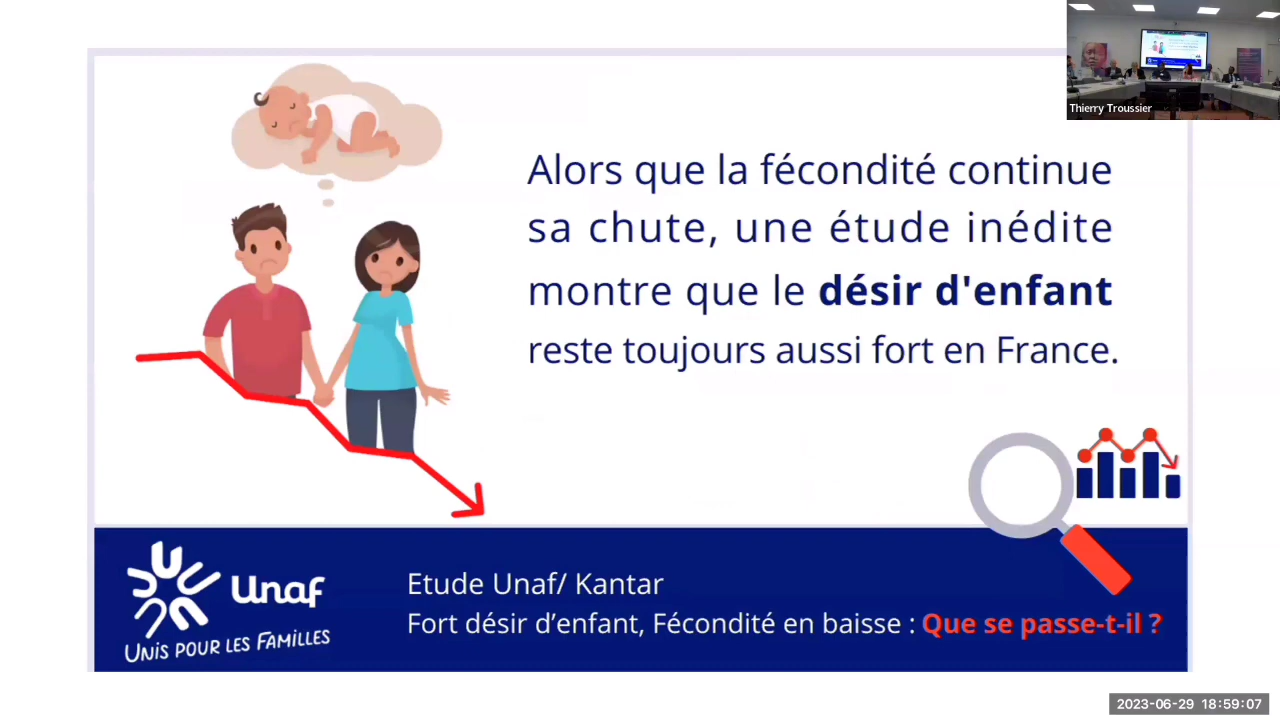 Thierry Troussier
Alors que la fécondité continue
sa chute, une étude inédite
montre que le désir d'enfant
reste toujours aussi fort en France.
Unaf
UNIS POUR LES FAMILLES
Etude Unaf/ Kantar
Fort désir d’enfant, Fécondité en baisse : Que se passe-t-il ?
2023-06-29 18:59:07